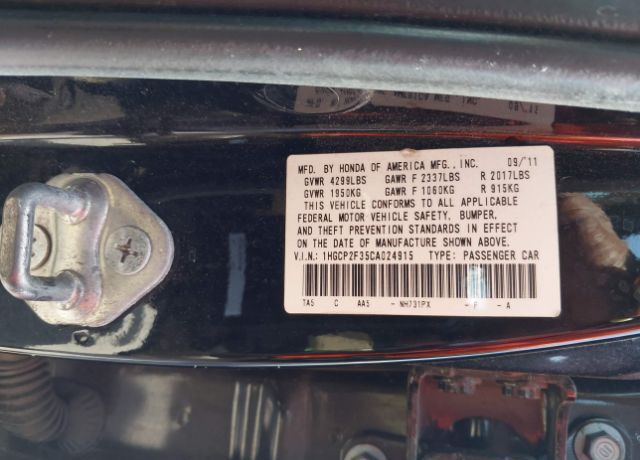 MFD. BY HONDA OF AMERICA MFG., INC. 09/'11
GVWR 4299LBS GAWR F 2337LBS R 2017LBS
GVWR 1950KG GAWR F 1060KG R 915KG
THIS VEHICLE CONFORMS TO ALL APPLICABLE
FEDERAL MOTOR VEHICLE SAFETY, BUMPER,
AND THEFT PREVENTION STANDARDS IN EFFECT
ON THE DATE OF MANUFACTURE SHOWN ABOVE.
V.I.N.: 1HGCP2F35CA024915 TYPE: PASSENGER CAR
TA5 C AA5 - NH731PX - F - A